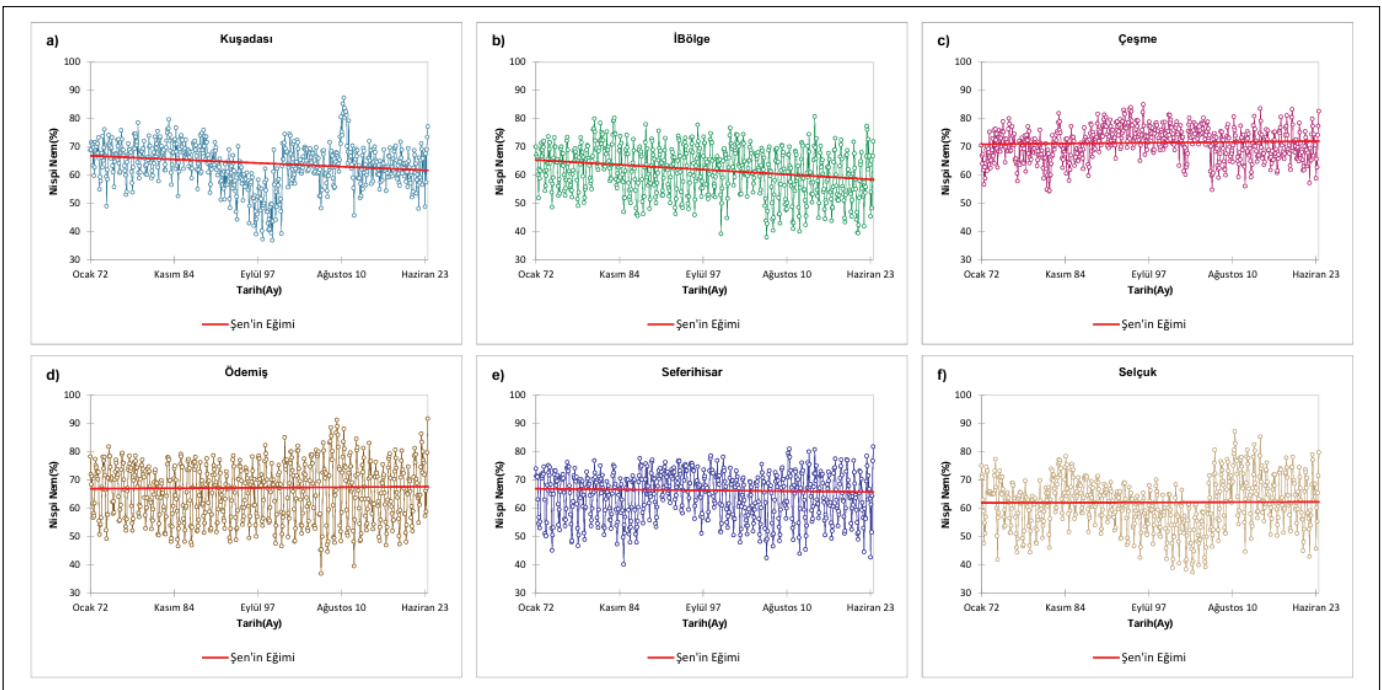 a)
Kuşadası
Nispi Nem(%)
100
90
80
70
60
50
40
30
Ocak 72 Kasım 84 Eylül 97 Ağustos 10 Haziran 23
Tarih(Ay)
Şen'in Eğimi
b)
İBölge
Nispi Nem(%)
100
90
80
70
60
50
40
30
Ocak 72 Kasım 84 Eylül 97 Ağustos 10 Haziran 23
Tarih(Ay)
Şen'in Eğimi
c)
Çeşme
Nispi Nem(%)
100
90
80
70
60
50
40
30
Ocak 72 Kasım 84 Eylül 97 Ağustos 10 Haziran 23
Tarih(Ay)
Şen'in Eğimi
d)
Ödemiş
Nispi Nem(%)
100
90
80
70
60
50
40
30
Ocak 72 Kasım 84 Eylül 97 Ağustos 10 Haziran 23
Tarih(Ay)
Şen'in Eğimi
e)
Seferihisar
Nispi Nem(%)
100
90
80
70
60
50
40
30
Ocak 72 Kasım 84 Eylül 97 Ağustos 10 Haziran 23
Tarih(Ay)
Şen'in Eğimi
f)
Selçuk
Nispi Nem(%)
100
90
80
70
60
50
40
30
Ocak 72 Kasım 84 Eylül 97 Ağustos 10 Haziran 23
Tarih(Ay)
Şen'in Eğimi